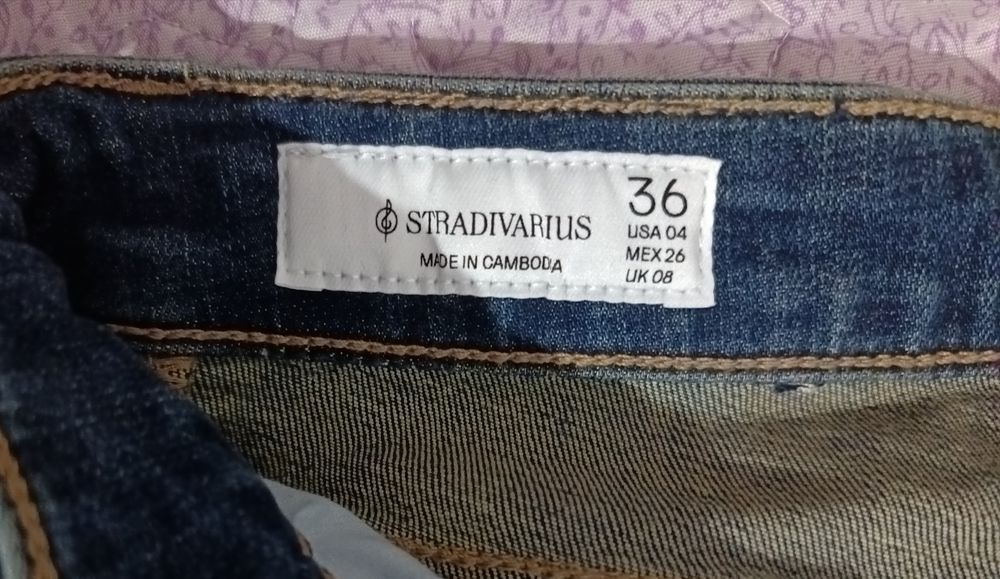 STRADIVARIUS
MADE IN CAMBODIA
36
USA 04
MEX 26
UK 08